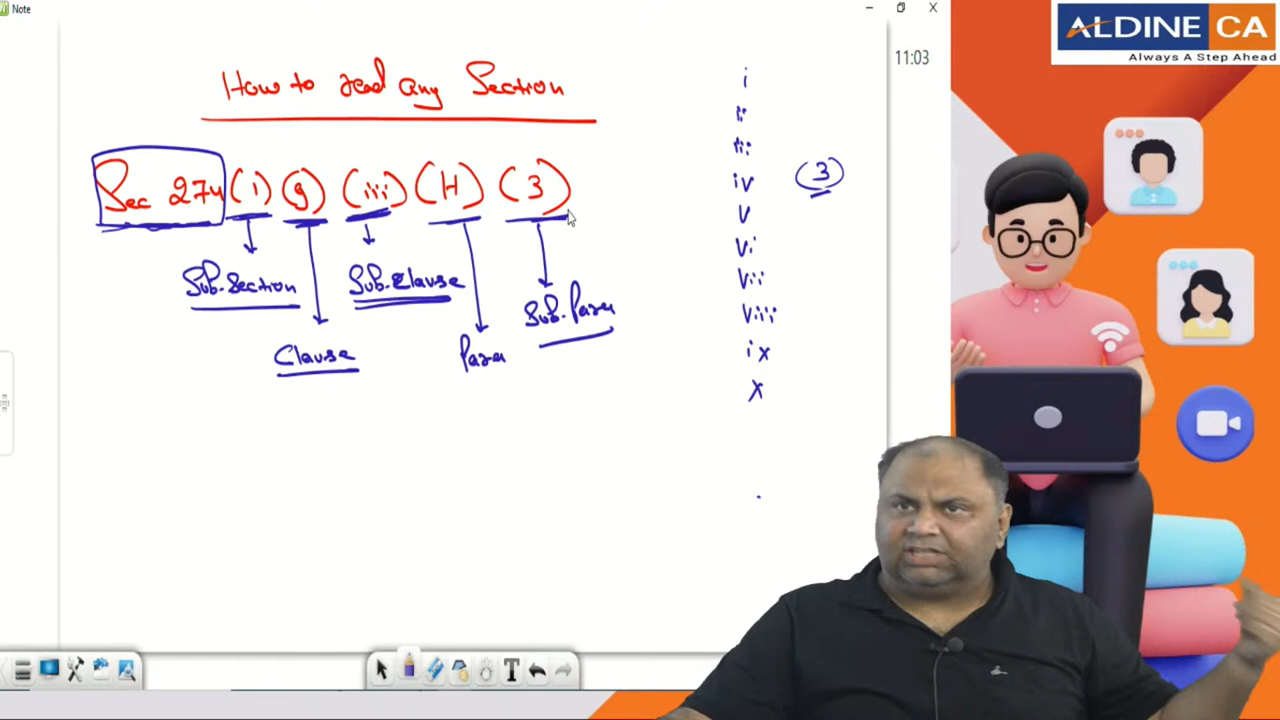 Note
ALDINE CA
Always A Step Ahead
11:03
How to read any Section
Sec 274 (1) (g) (iii) (H) (3)
Sub-Section
Sub-Clause
Sub-Para
Clause
Para
i
ii
iii
iv
v
vi
vii
viii
ix
x
(3)
T